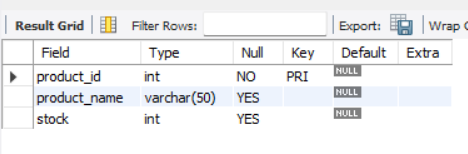 Result Grid Filter Rows: Export: Wrap C
Field Type Null Key Default Extra
product_id int NO PRI NULL
product_name varchar(50) YES NULL
stock int YES NULL